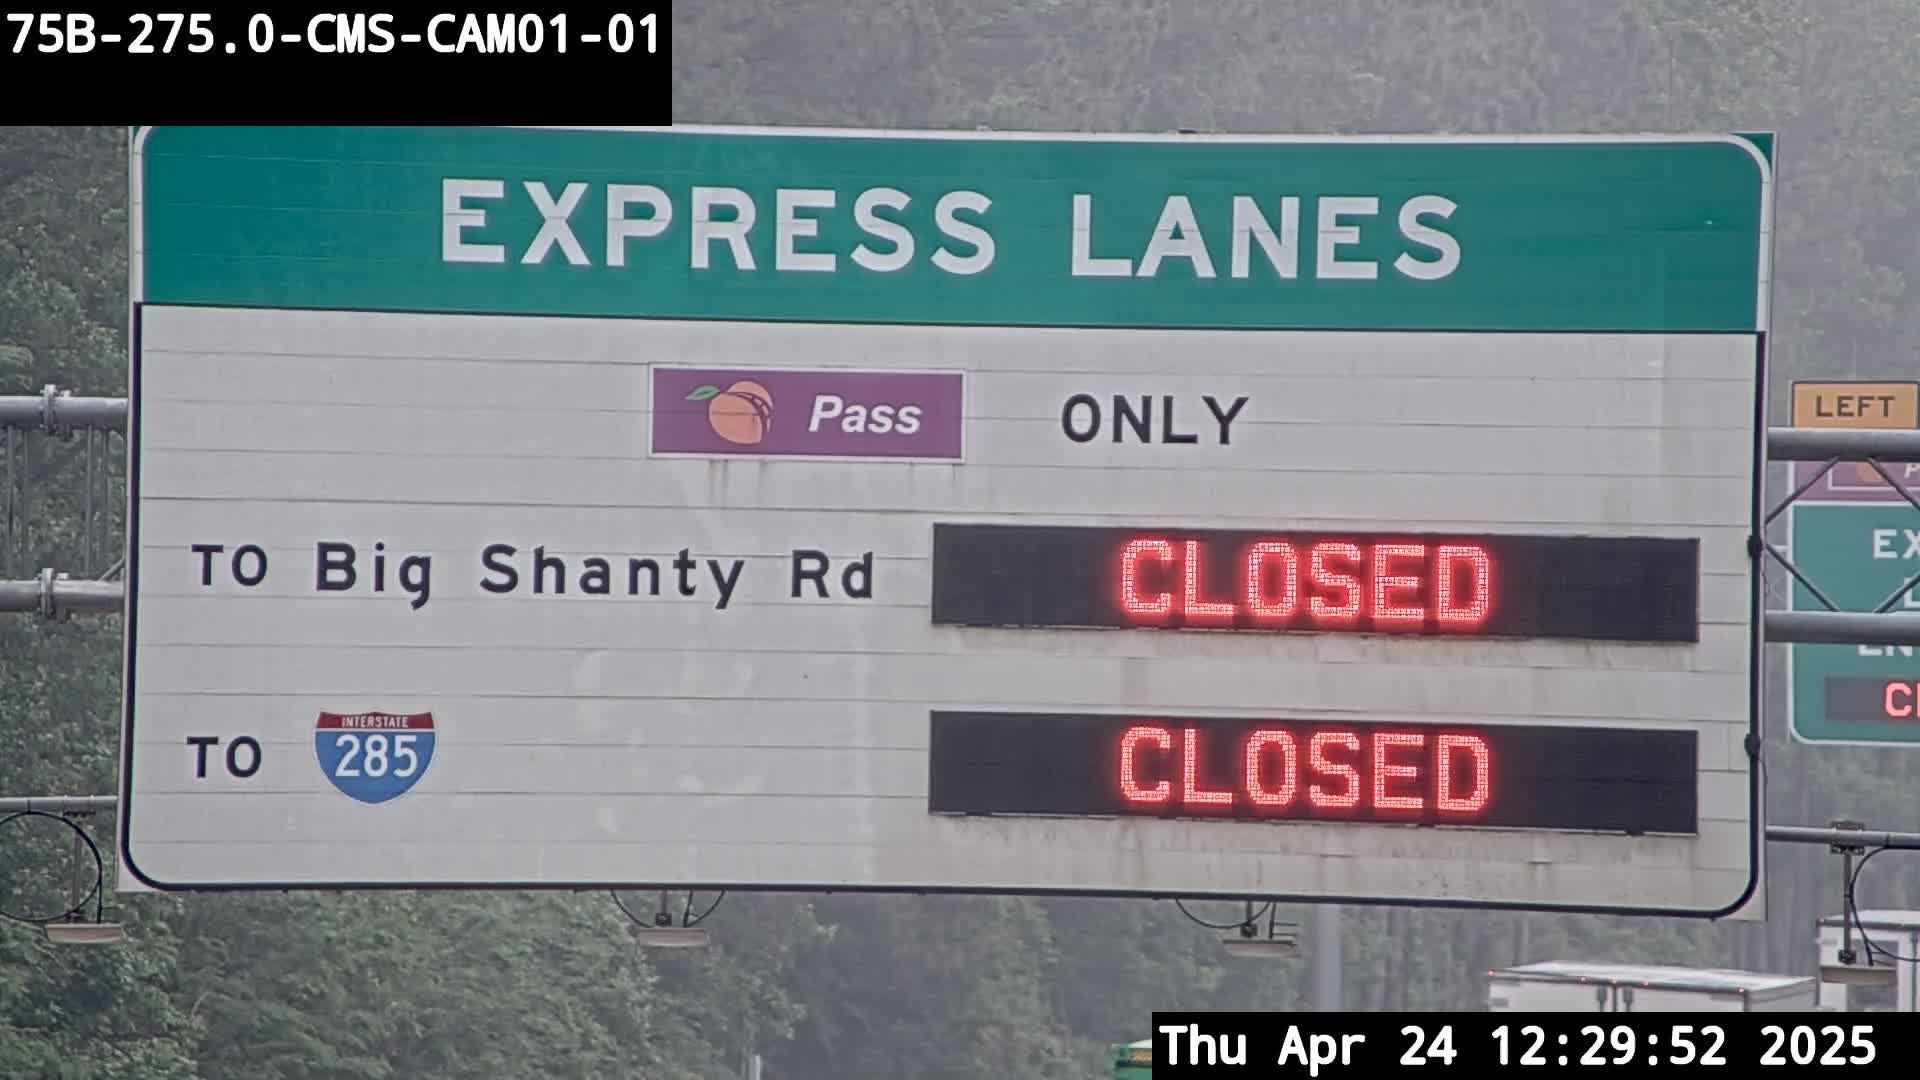 75B-275.0-CMS-CAM01-01
EXPRESS LANES
Pass ONLY
TO Big Shanty Rd CLOSED
TO INTERSTATE 285 CLOSED
LEFT
Thu Apr 24 12:29:52 2025